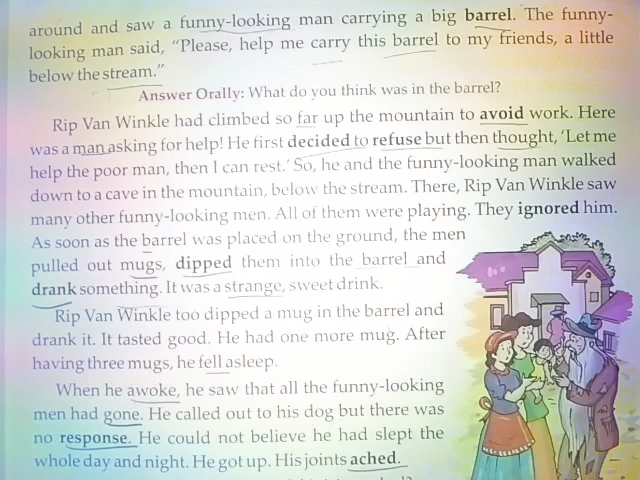 around and saw a funny-looking man carrying a big barrel. The funny-
looking man said, “Please, help me carry this barrel to my friends, a little
below the stream.”
Answer Orally: What do you think was in the barrel?
Rip Van Winkle had climbed so far up the mountain to avoid work. Here
was a man asking for help! He first decided to refuse but then thought, ‘Let me
help the poor man, then I can rest.’ So, he and the funny-looking man walked
down to a cave in the mountain, below the stream. There, Rip Van Winkle saw
many other funny-looking men. All of them were playing. They ignored him.
As soon as the barrel was placed on the ground, the men
pulled out mugs, dipped them into the barrel and
drank something. It was a strange, sweet drink.
Rip Van Winkle too dipped a mug in the barrel and
drank it. It tasted good. He had one more mug. After
having three mugs, he fell asleep.
When he awoke, he saw that all the funny-looking
men had gone. He called out to his dog but there was
no response. He could not believe he had slept the
whole day and night. He got up. His joints ached.